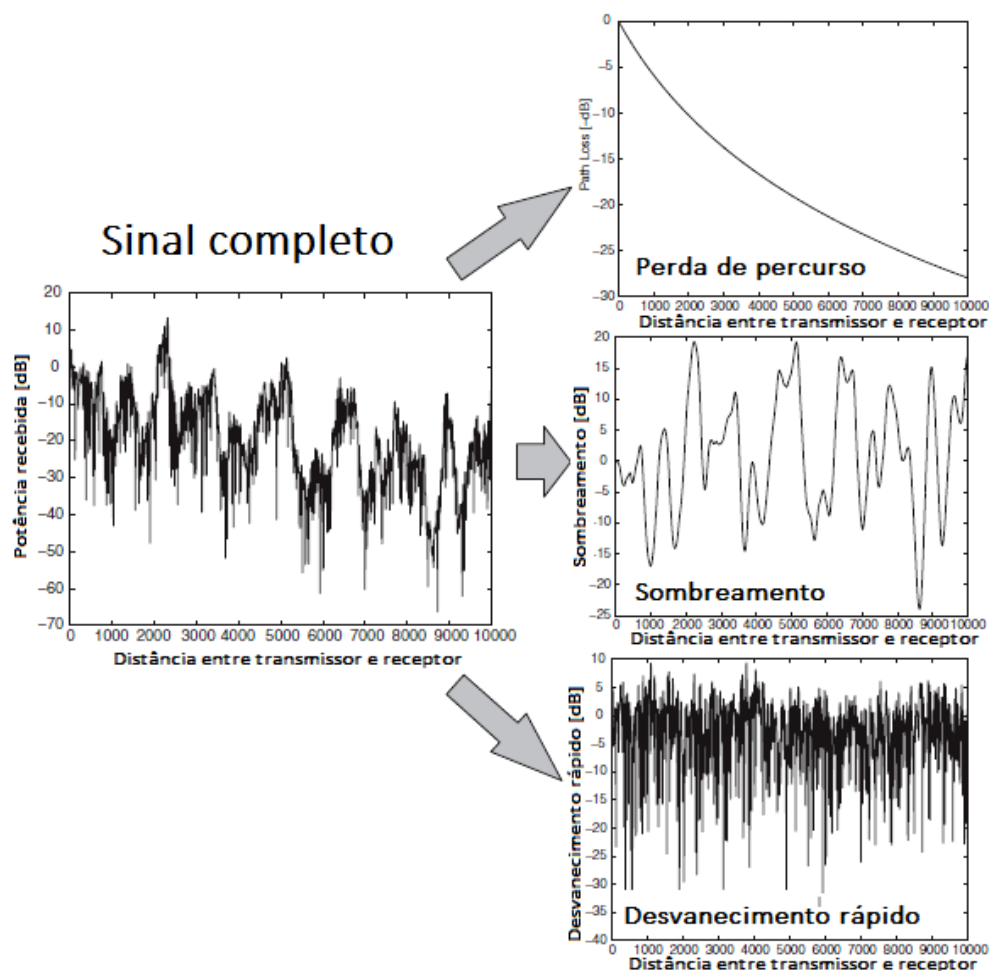 Sinal completo
20
10
0
−10
−20
−30
−40
−50
−60
−70
Potência recebida [dB]
0 1000 2000 3000 4000 5000 6000 7000 8000 9000 10000
Distância entre transmissor e receptor
0
−5
−10
−15
−20
−25
−30
Path Loss [−dB]
Perda de percurso
0 1000 2000 3000 4000 5000 6000 7000 8000 9000 10000
Distância entre transmissor e receptor
20
15
10
5
0
−5
−10
−15
−20
−25
Sombreamento [dB]
Sombreamento
0 1000 2000 3000 4000 5000 6000 7000 8000 9000 10000
Distância entre transmissor e receptor
10
5
0
−5
−10
−15
−20
−25
−30
−35
−40
Desvanecimento rápido [dB]
Desvanecimento rápido
0 1000 2000 3000 4000 5000 6000 7000 8000 9000 10000
Distância entre transmissor e receptor